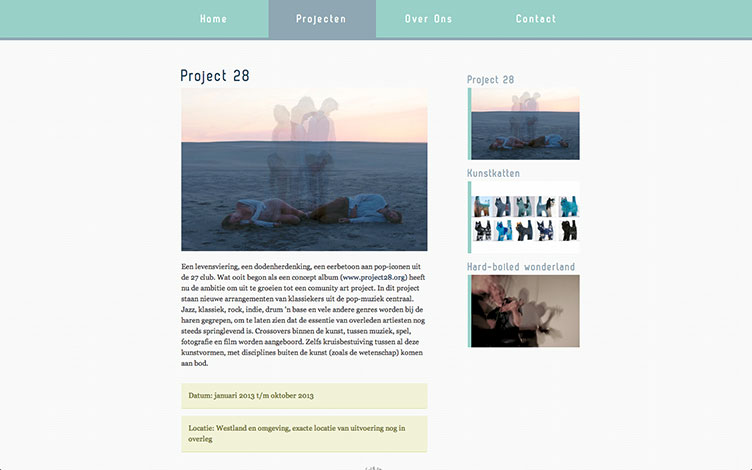 Home
Projecten
Over Ons
Contact
Project 28
Een levensviering, een dodenherdenking, een eerbetoon aan pop-iconen uit
de 27 club. Wat ooit begon als een concept album (www.project28.org) heeft
nu de ambitie om uit te groeien tot een comunity art project. In dit project
staan nieuwe arrangementen van klassiekers uit de pop-muziek centraal.
Jazz, klassiek, rock, indie, drum 'n base en vele andere genres worden bij de
haren gegrepen, om te laten zien dat de essentie van overleden artiesten nog
steeds springlevend is. Crossovers binnen de kunst, tussen muziek, spel,
fotografie en film worden aangeboord. Zelfs kruisbestuiving tussen al deze
kunstvormen, met disciplines buiten de kunst (zoals de wetenschap) komen
aan bod.
Datum: januari 2013 t/m oktober 2013
Locatie: Westland en omgeving, exacte locatie van uitvoering nog in
overleg
Project 28
Kunstkatten
Hard-boiled wonderland